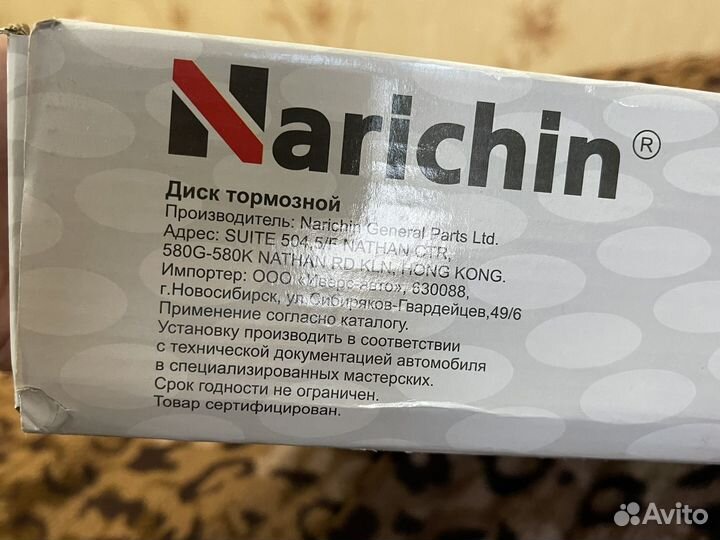 Narichin®
Диск тормозной
Производитель: Narichin General Parts Ltd.
Адрес: SUITE 504,5/F NATHAN CTR,
580G-580K NATHAN RD.KLN, HONG KONG.
Импортер: ООО «Иверс-Авто», 630088,
г.Новосибирск, ул.Сибиряков-Гвардейцев,49/6
Применение согласно каталогу.
Установку производить в соответствии
с технической документацией автомобиля
в специализированных мастерских.
Срок годности не ограничен.
Товар сертифицирован.
Avito